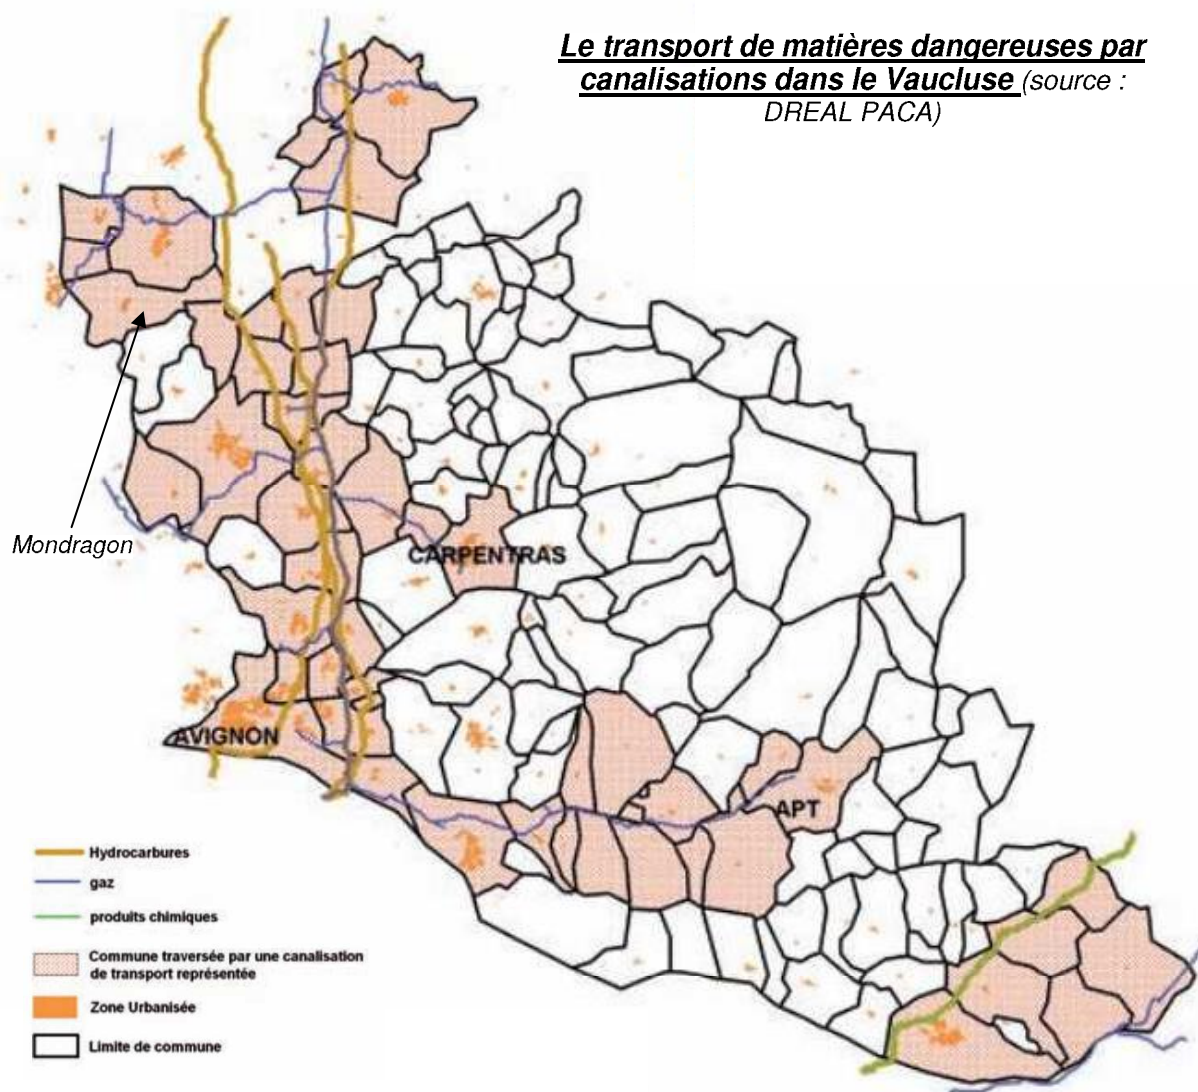 Le transport de matières dangereuses par
canalisations dans le Vaucluse (source :
DREAL PACA)
Mondragon
CARPENTRAS
AVIGNON
APT
Hydrocarbures
gaz
produits chimiques
Commune traversée par une canalisation
de transport représentée
Zone Urbanisée
Limite de commune